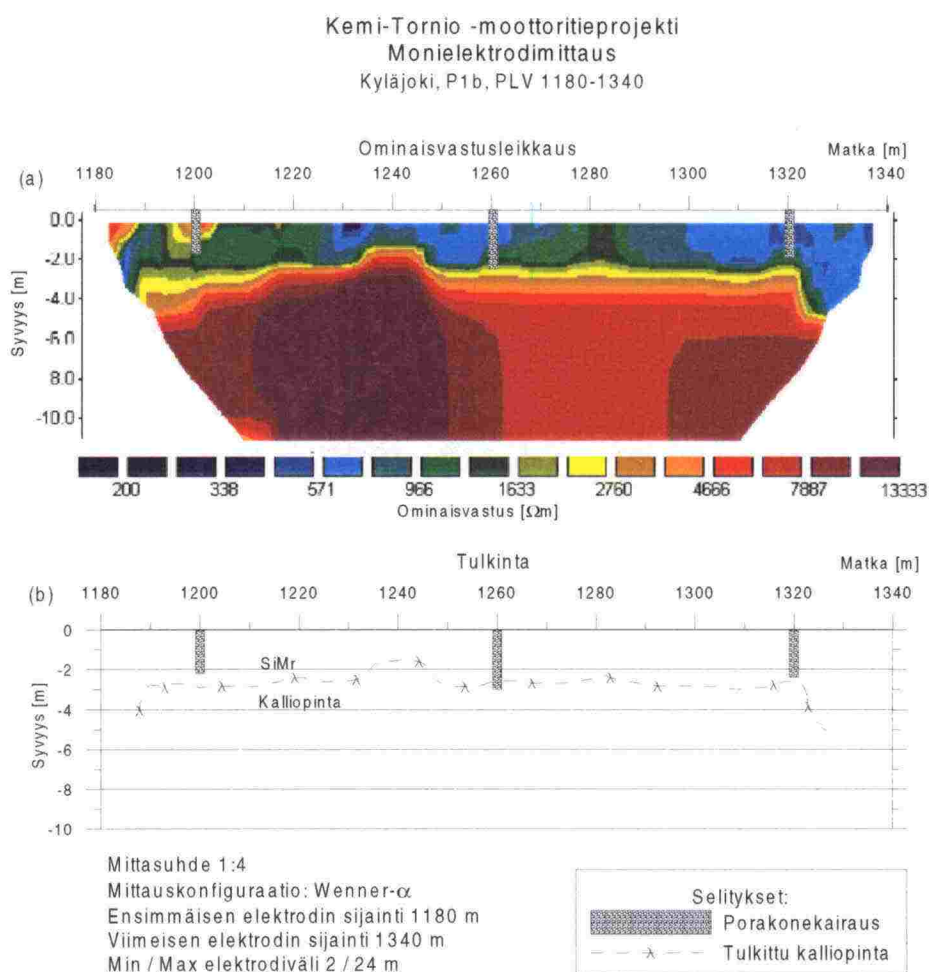 Kemi-Tornio -moottoritieprojekti
Monielektrodimittaus
Kyläjoki, P1b, PLV 1180-1340
Ominaisvastusleikkaus
Matka [m]
(a)
1180 1200 1220 1240 1260 1280 1300 1320 1340
0.0
-2.0
-4.0
-6.0
8.0
-10.0
Syvyys [m]
200 338 571 966 1633 2760 4666 7887 13333
Ominaisvastus [Ωm]
Tulkinta
Matka [m]
(b)
1180 1200 1220 1240 1260 1280 1300 1320 1340
0
-2
-4
-6
-8
-10
Syvyys [m]
SiMr
Kalliopinta
Mittasuhde 1:4
Mittauskonfiguraatio: Wenner-α
Ensimmäisen elektrodin sijainti 1180 m
Viimeisen elektrodin sijainti 1340 m
Min / Max elektrodiväli 2 / 24 m
Selitykset:
Porakonekairaus
Tulkittu kalliopinta